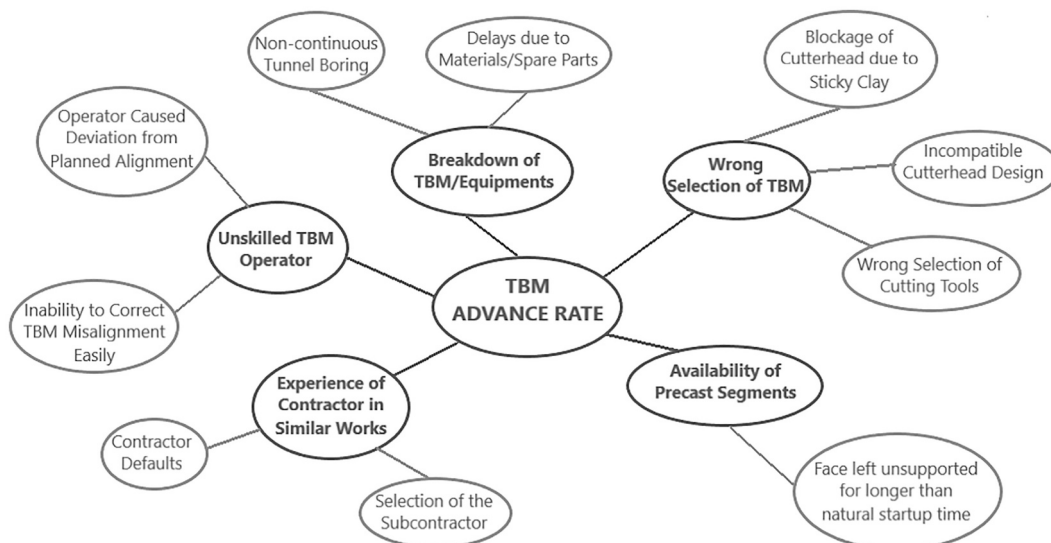 Non-continuous
Tunnel Boring
Delays due to
Materials/Spare Parts
Blockage of
Cutterhead due to
Sticky Clay
Operator Caused
Deviation from
Planned Alignment
Breakdown of
TBM/Equipments
Wrong
Selection of TBM
Incompatible
Cutterhead Design
Unskilled TBM
Operator
Wrong Selection of
Cutting Tools
TBM
ADVANCE RATE
Inability to Correct
TBM Misalignment
Easily
Experience of
Contractor in
Similar Works
Availability of
Precast Segments
Contractor
Defaults
Selection of the
Subcontractor
Face left unsupported
for longer than
natural startup time